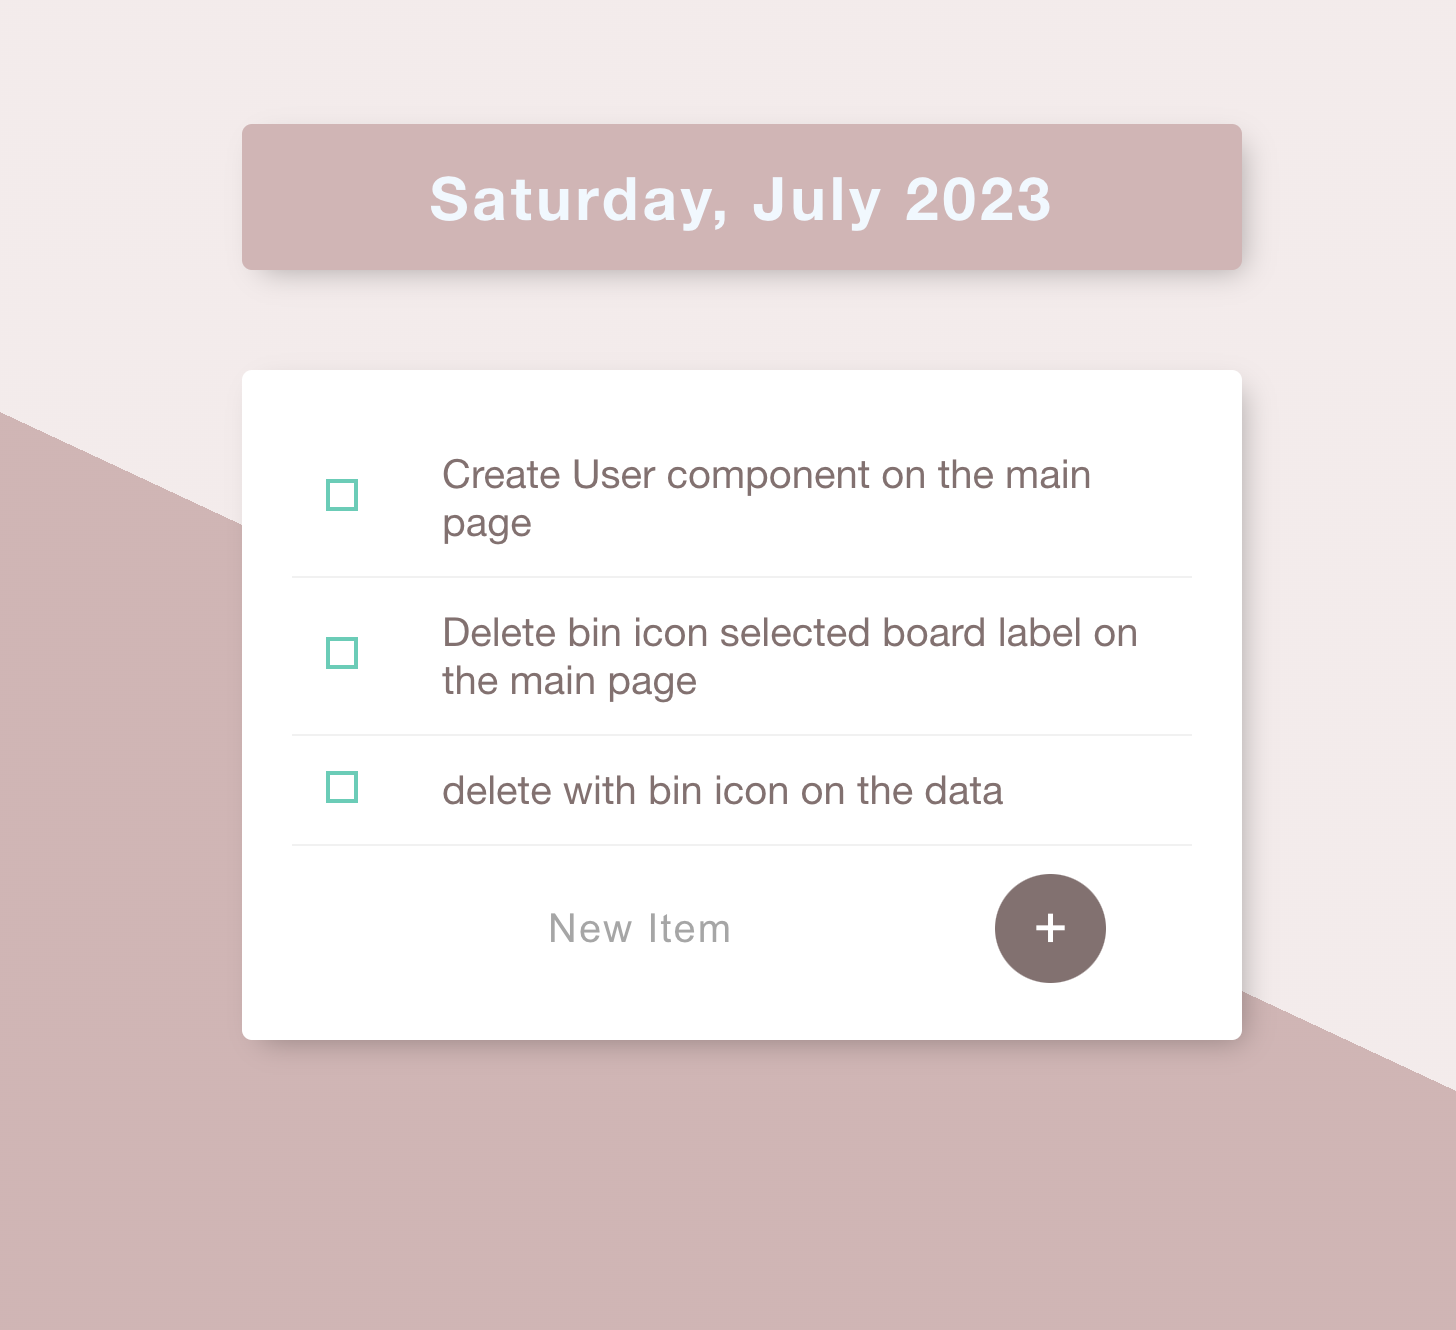 Saturday, July 2023
Create User component on the main
page
Delete bin icon selected board label on
the main page
delete with bin icon on the data
New Item
+